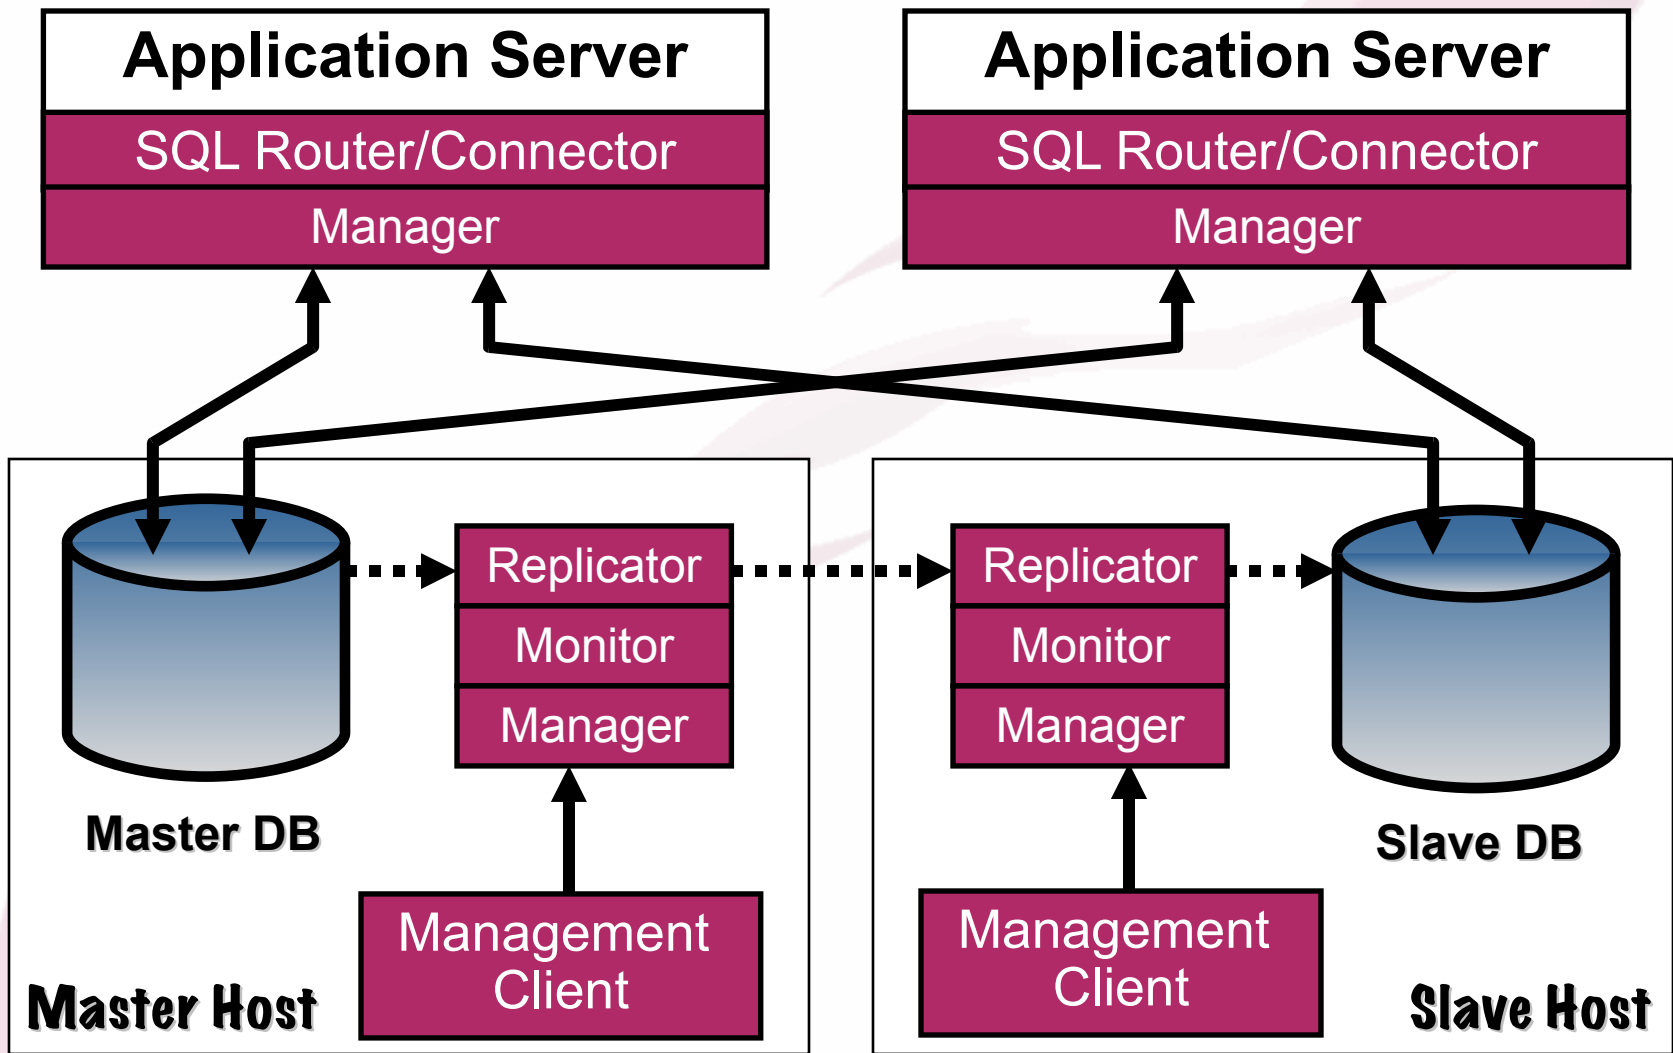 Application Server
SQL Router/Connector
Manager
Application Server
SQL Router/Connector
Manager
Replicator
Monitor
Manager
Master DB
Management
Client
Master Host
Replicator
Monitor
Manager
Slave DB
Management
Client
Slave Host